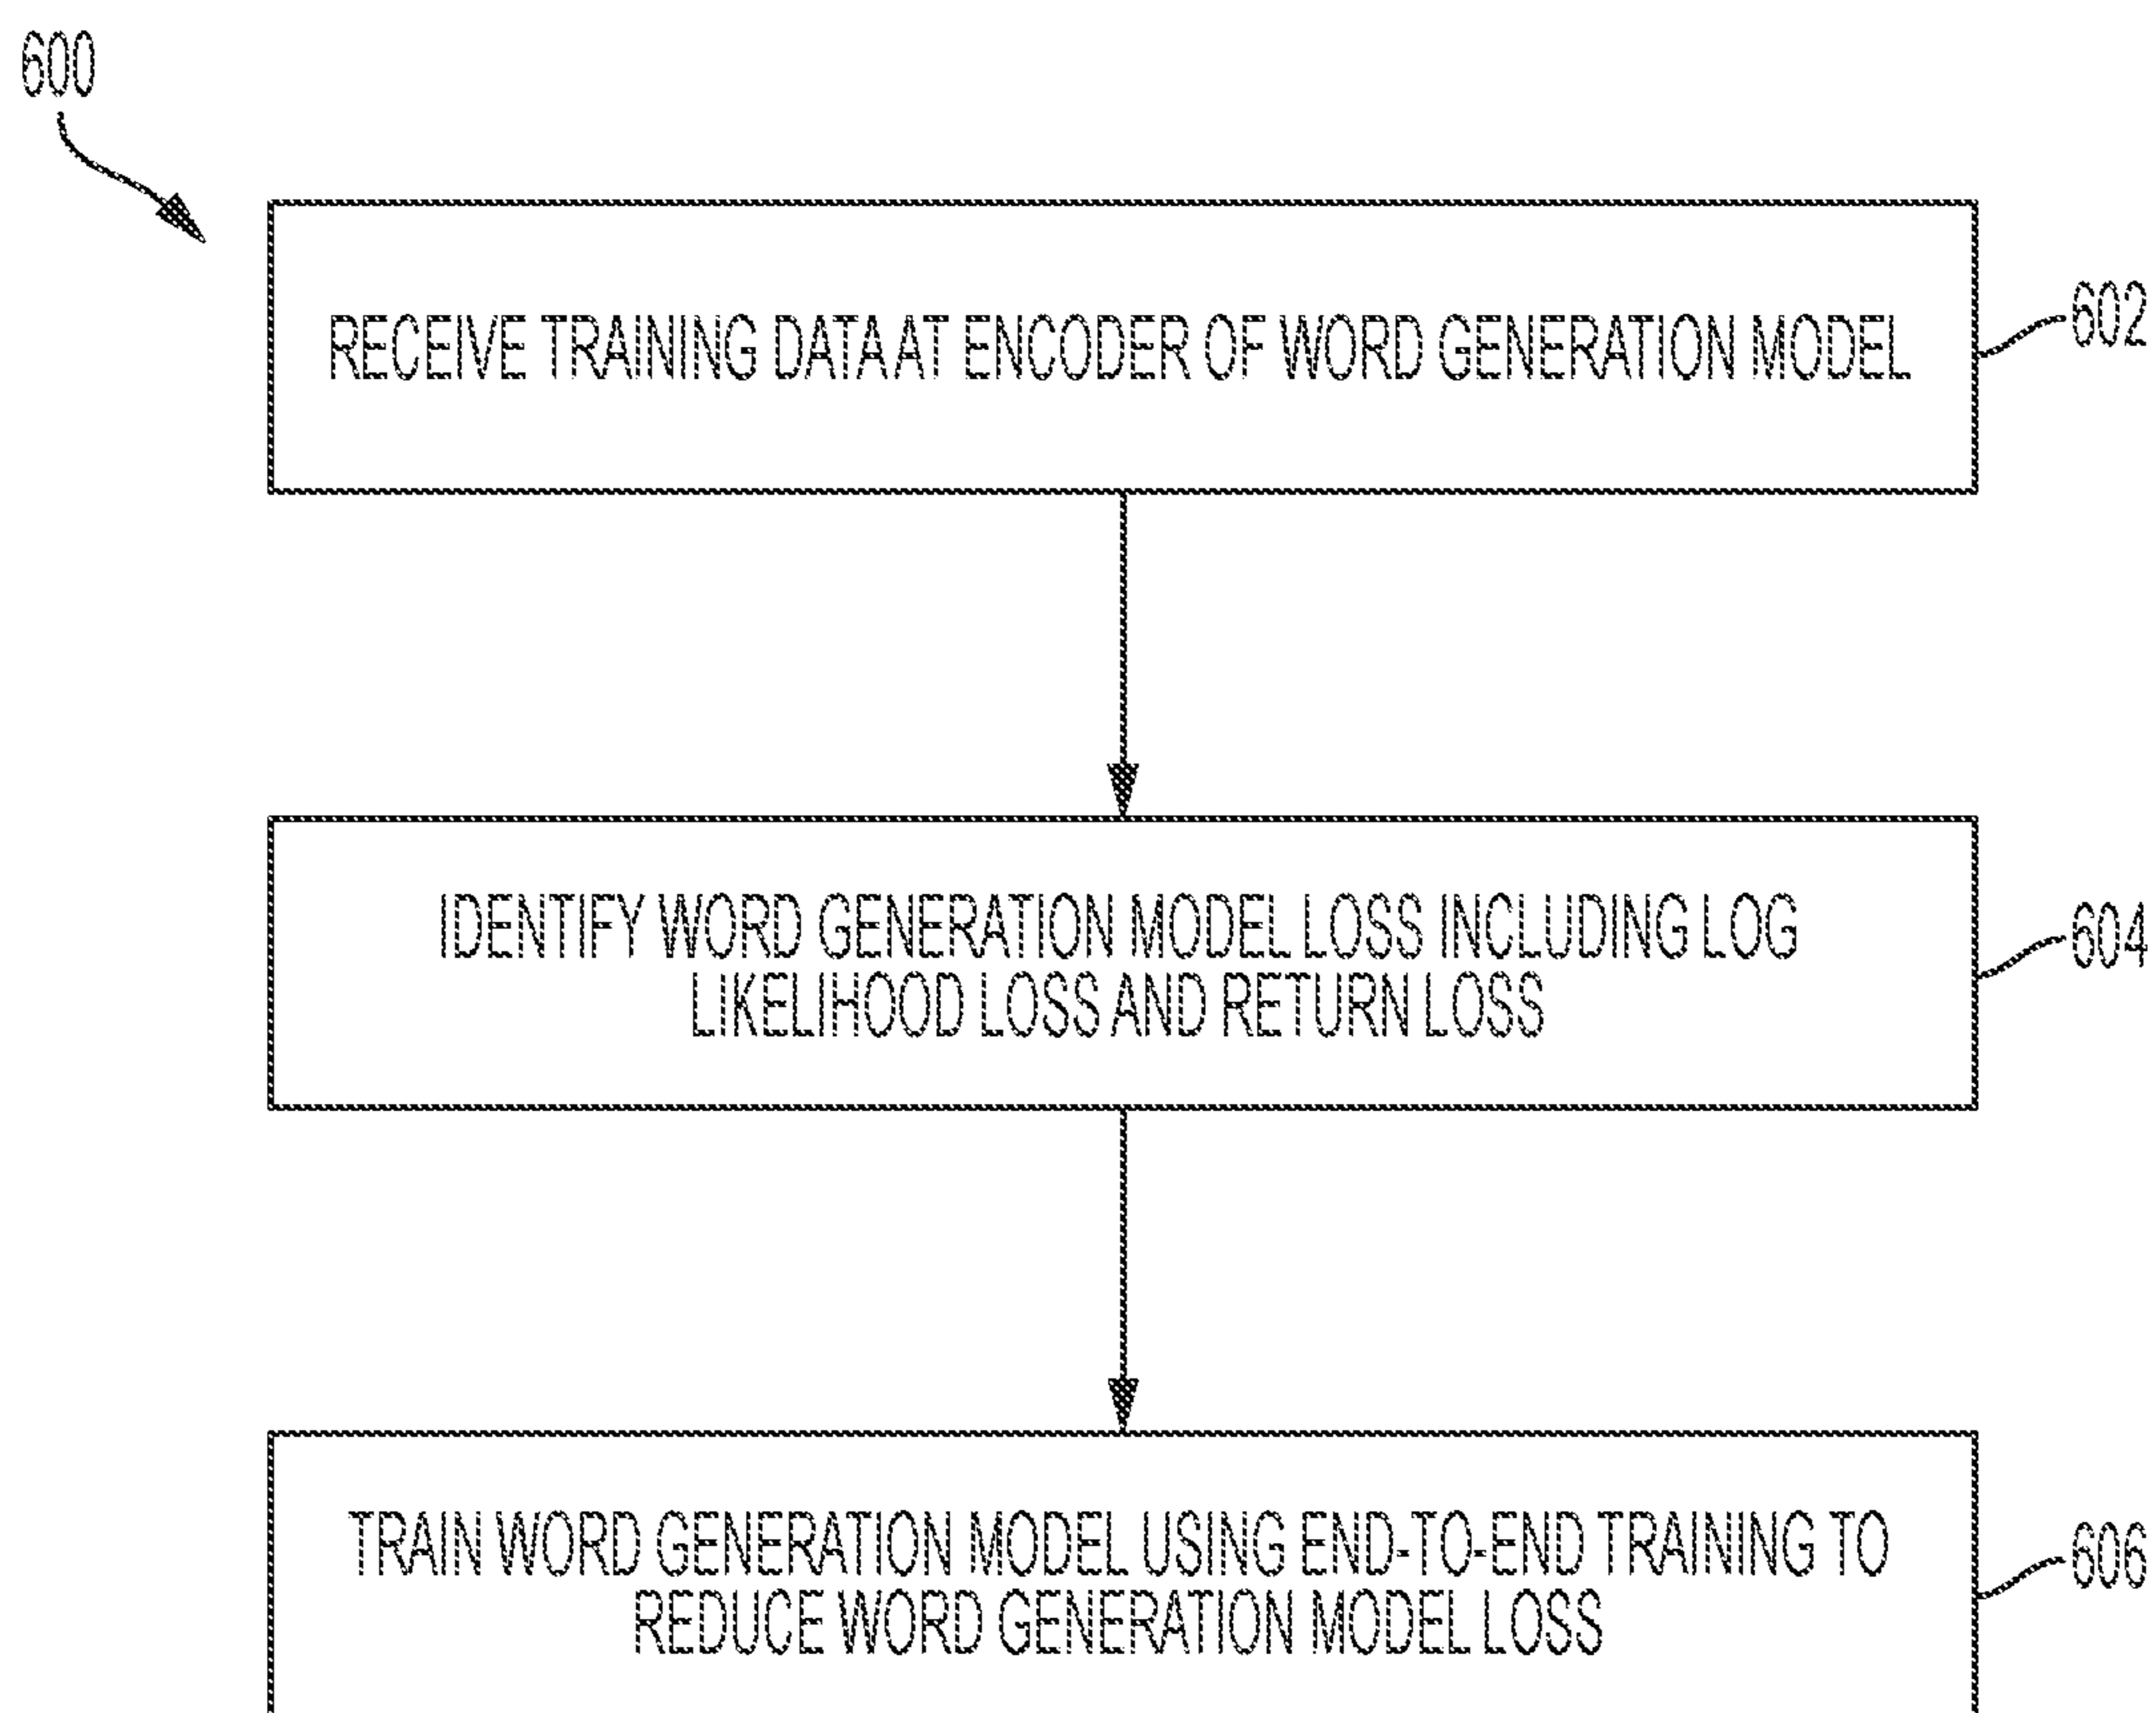 600
RECEIVE TRAINING DATA AT ENCODER OF WORD GENERATION MODEL
602
IDENTIFY WORD GENERATION MODEL LOSS INCLUDING LOG
LIKELIHOOD LOSS AND RETURN LOSS
604
TRAIN WORD GENERATION MODEL USING END-TO-END TRAINING TO
REDUCE WORD GENERATION MODEL LOSS
606